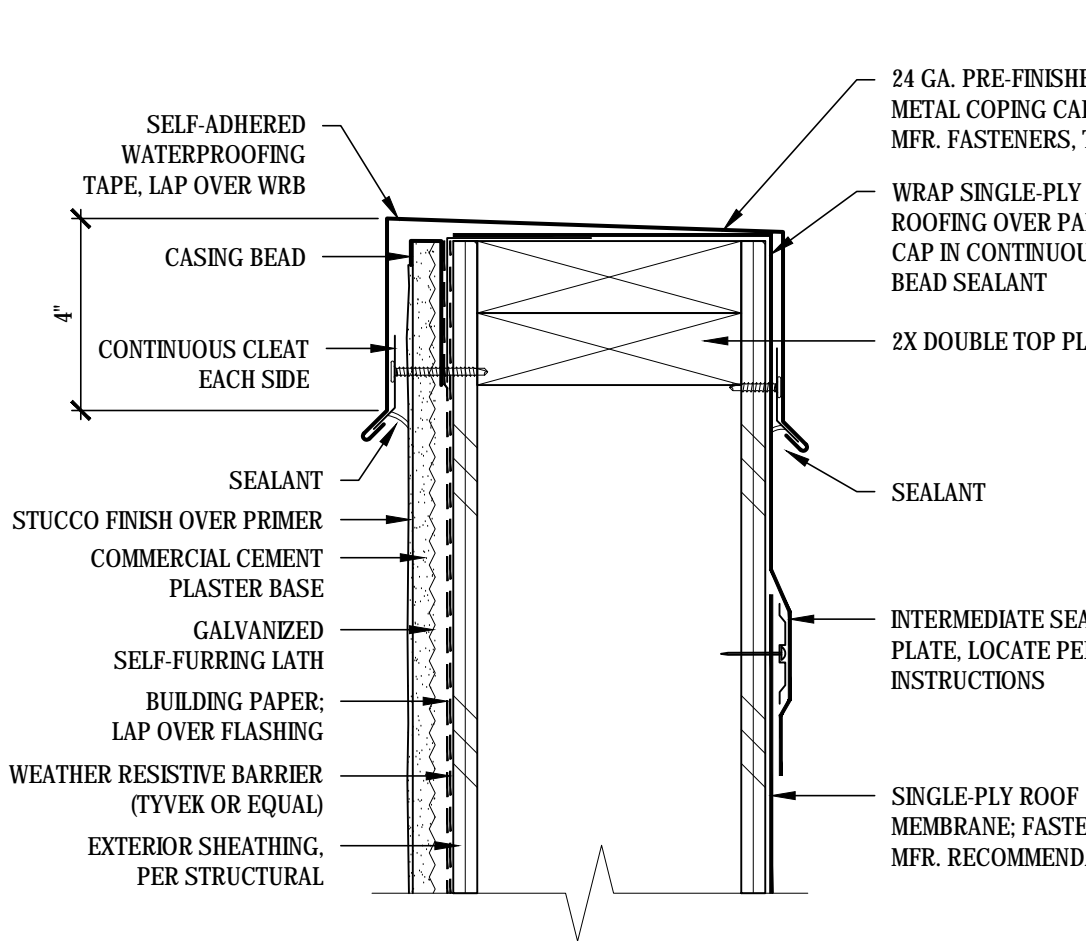 SELF-ADHERED
WATERPROOFING
TAPE, LAP OVER WRB
CASING BEAD
4"
CONTINUOUS CLEAT
EACH SIDE
SEALANT
STUCCO FINISH OVER PRIMER
COMMERCIAL CEMENT
PLASTER BASE
GALVANIZED
SELF-FURRING LATH
BUILDING PAPER;
LAP OVER FLASHING
WEATHER RESISTIVE BARRIER
(TYVEK OR EQUAL)
EXTERIOR SHEATHING,
PER STRUCTURAL
24 GA. PRE-FINISHE
METAL COPING CA
MFR. FASTENERS,
WRAP SINGLE-PLY
ROOFING OVER PA
CAP IN CONTINUOU
BEAD SEALANT
2X DOUBLE TOP PL
SEALANT
INTERMEDIATE SEA
PLATE, LOCATE PE
INSTRUCTIONS
SINGLE-PLY ROOF
MEMBRANE; FASTE
MFR. RECOMMEND